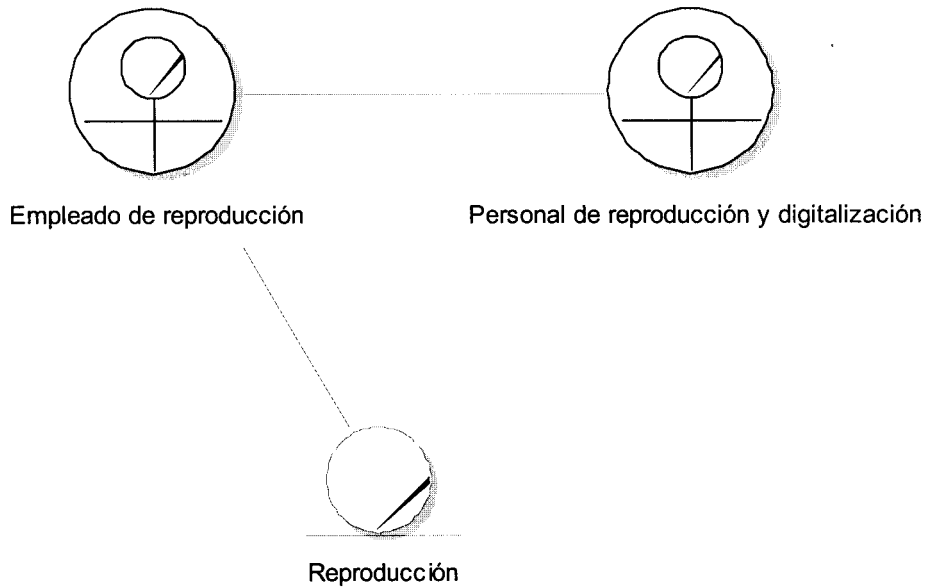 Empleado de reproducción
Personal de reproducción y digitalización
Reproducción